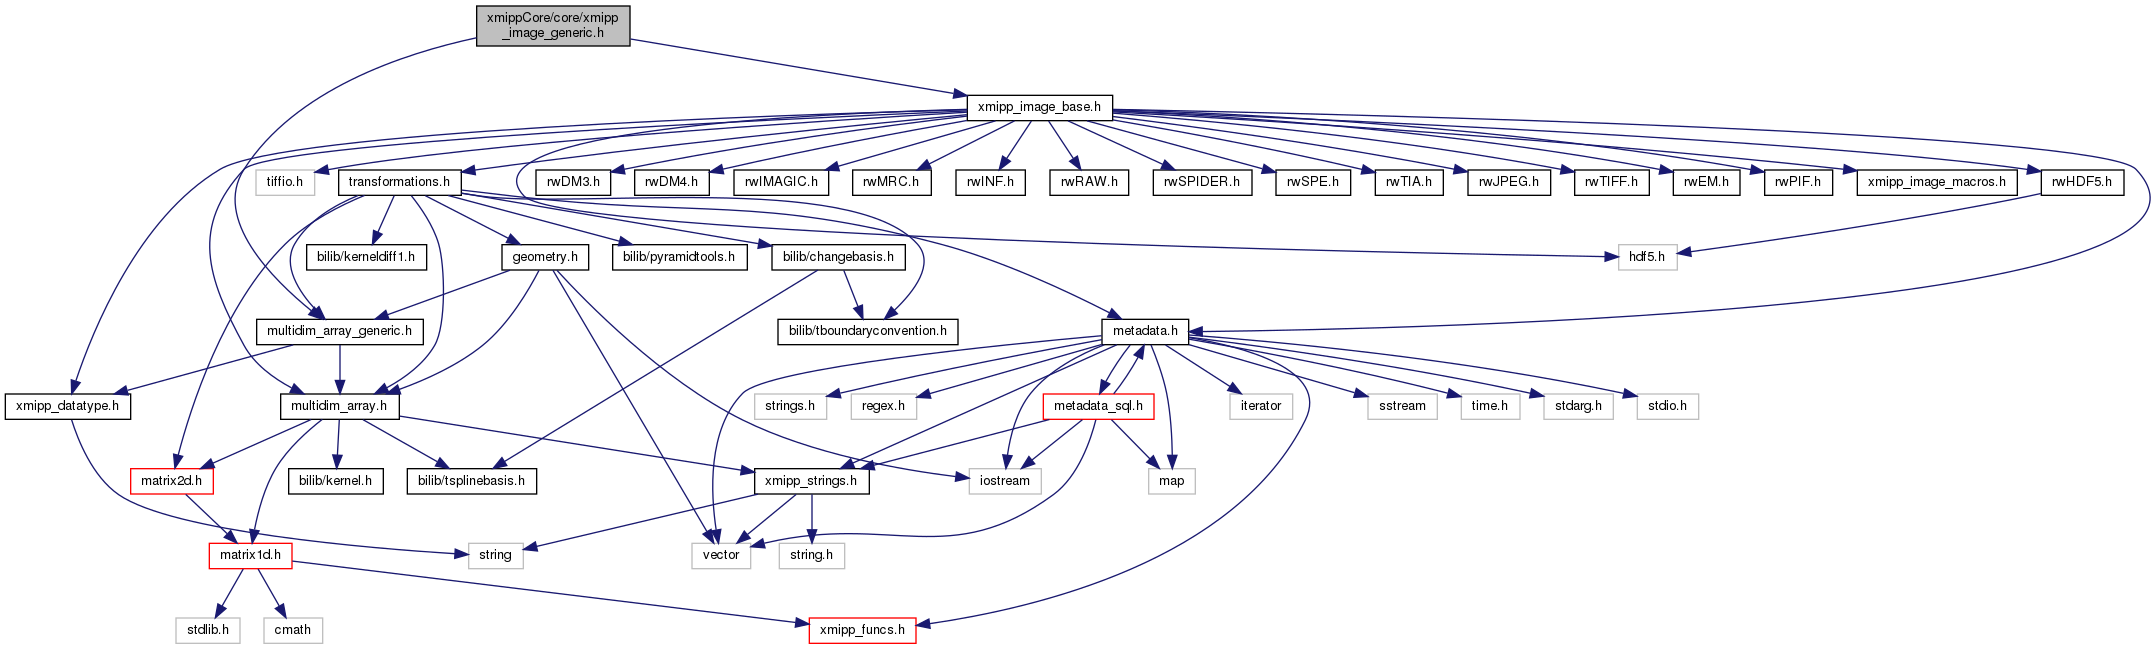 xmippCore/core/xmipp
_image_generic.h
xmipp_image_base.h
tiffio.h
transformations.h
rwDM3.h
rwDM4.h
rwIMAGIC.h
rwMRC.h
rwINF.h
rwRAW.h
rwSPIDER.h
rwSPE.h
rwTIA.h
rwJPEG.h
rwTIFF.h
rwEM.h
rwPIF.h
xmipp_image_macros.h
rwHDF5.h
bilib/kerneldiff1.h
geometry.h
bilib/pyramidtools.h
bilib/changebasis.h
hdf5.h
multidim_array_generic.h
bilib/tboundaryconvention.h
metadata.h
xmipp_datatype.h
multidim_array.h
strings.h
regex.h
metadata_sql.h
iterator
sstream
time.h
stdarg.h
stdio.h
matrix2d.h
bilib/kernel.h
bilib/tsplinebasis.h
xmipp_strings.h
iostream
map
matrix1d.h
string
vector
string.h
stdlib.h
cmath
xmipp_funcs.h